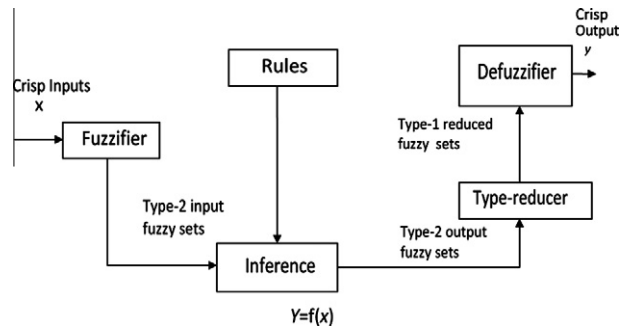 Crisp
Output
y
Rules
Defuzzifier
Crisp Inputs
X
Fuzzifier
Type-1 reduced
fuzzy sets
Type-reducer
Type-2 input
fuzzy sets
Type-2 output
fuzzy sets
Inference
Y=f(x)